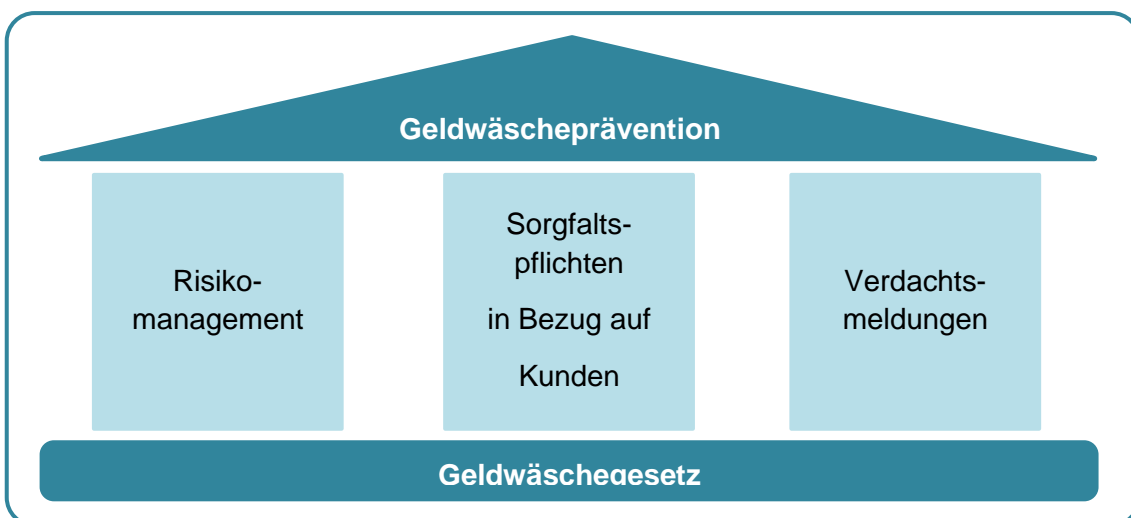 Geldwäscheprävention
Risiko-
management
Sorgfalts-
pflichten
in Bezug auf
Kunden
Verdachts-
meldungen
Geldwäschegesetz